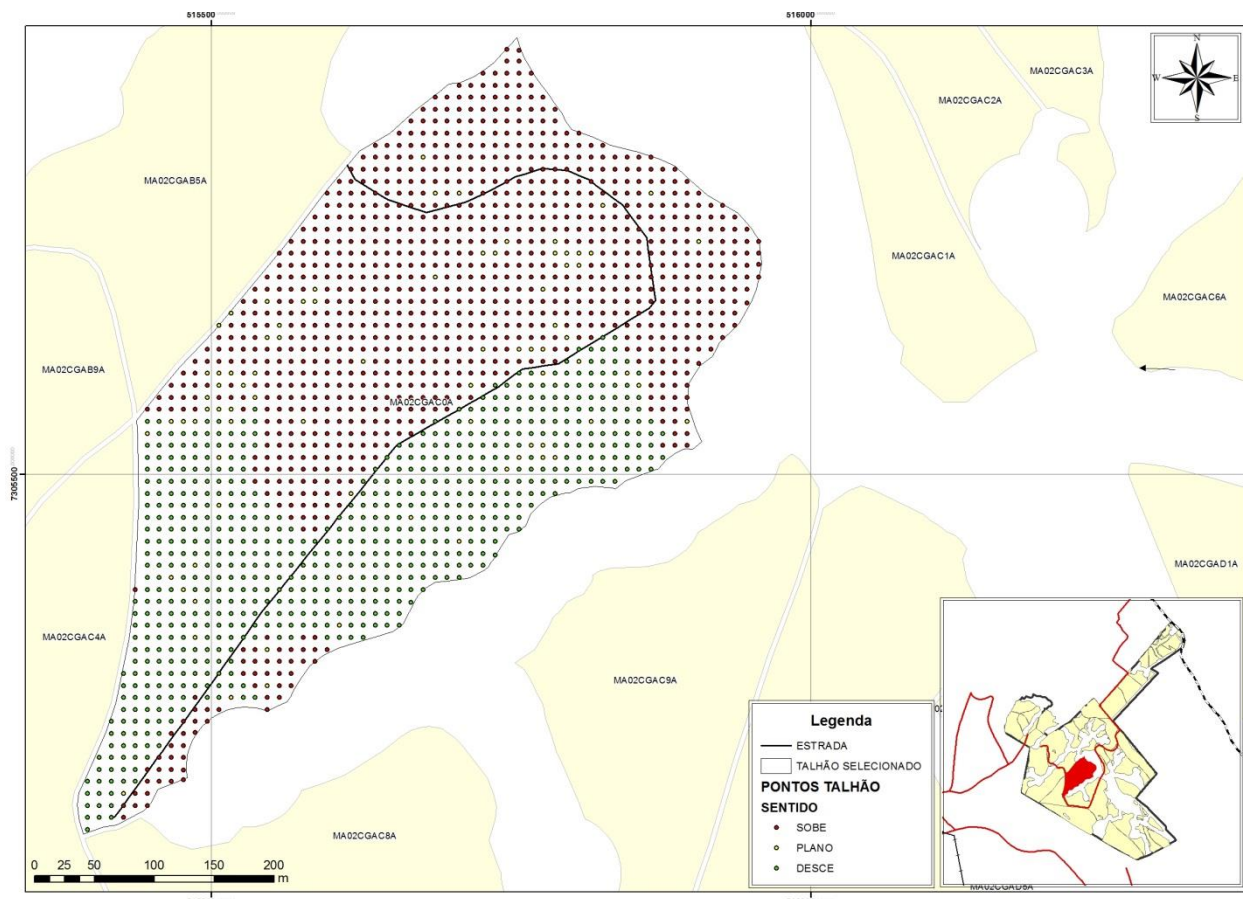 515500
516000
N
W
E
S
MA02CGAC3A
MA02CGAC2A
MA02CGAB5A
MA02CGAC1A
MA02CGAC6A
MA02CGAB9A
MA02CGAC0A
7305500
MA02CGAD1A
MA02CGAC4A
MA02CGAC9A
MA02CGAC8A
MA02CGAD8A
Legenda
ESTRADA
TALHÃO SELECIONADO
PONTOS TALHÃO
SENTIDO
SOBE
PLANO
DESCE
0 25 50 100 150 200
m